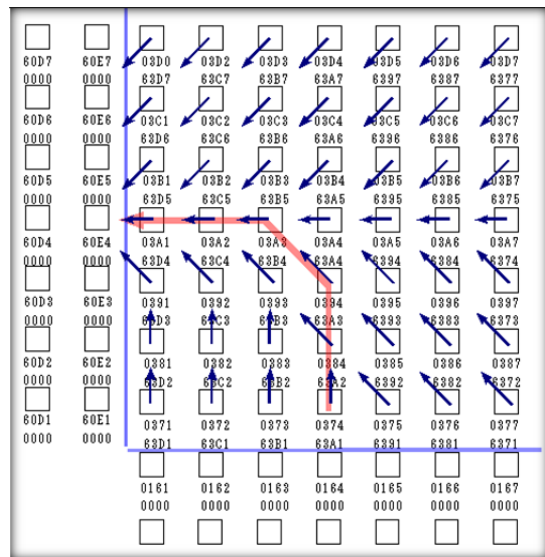 60D7 60E7 03D0 03D2 03D3 03D4 03D5 03D6 03D7
0000 0000 63D7 63C7 63B7 63A7 6397 6387 6377
60D6 60E6 03C1 03C2 03C3 03C4 03C5 03C6 03C7
0000 0000 63D6 63C6 63B6 63A6 6396 6386 6376
60D5 60E5 03B1 03B2 03B3 03B4 03B5 03B6 03B7
0000 0000 63D5 63C5 63B5 63A5 6395 6385 6375
60D4 60E4 03A1 03A2 03A3 03A4 03A5 03A6 03A7
0000 0000 63D4 63C4 63B4 63A4 6394 6384 6374
60D3 60E3 0391 0392 0393 0394 0395 0396 0397
0000 0000 63D3 63C3 63B3 63A3 6393 6383 6373
60D2 60E2 0381 0382 0383 0384 0385 0386 0387
0000 0000 63D2 63C2 63B2 63A2 6392 6382 6372
60D1 60E1 0371 0372 0373 0374 0375 0376 0377
0000 0000 63D1 63C1 63B1 63A1 6391 6381 6371
0161 0162 0163 0164 0165 0166 0167
0000 0000 0000 0000 0000 0000 0000